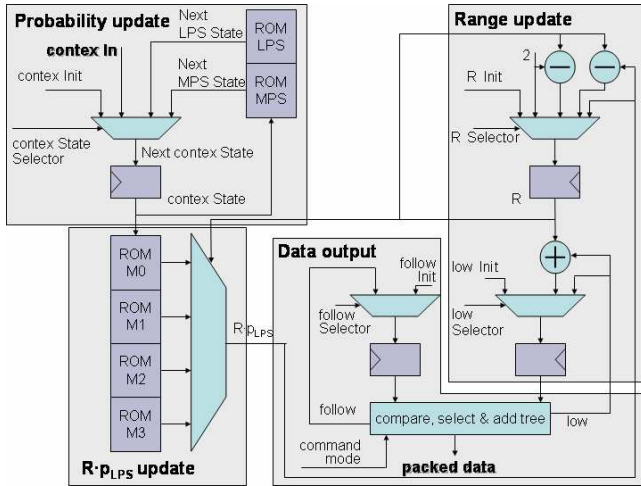 Probability update
Next
LPS State
ROM
LPS
contex In
Next
MPS State
ROM
MPS
contex Init
contex State
Selector
Next contex State
contex State
Range update
2
R Init
R Selector
R
low Init
low
Selector
low
ROM
M0
ROM
M1
ROM
M2
ROM
M3
R·pLPS
R·pLPS update
Data output
follow
Init
follow
Selector
follow
compare, select & add tree
command
mode
packed data